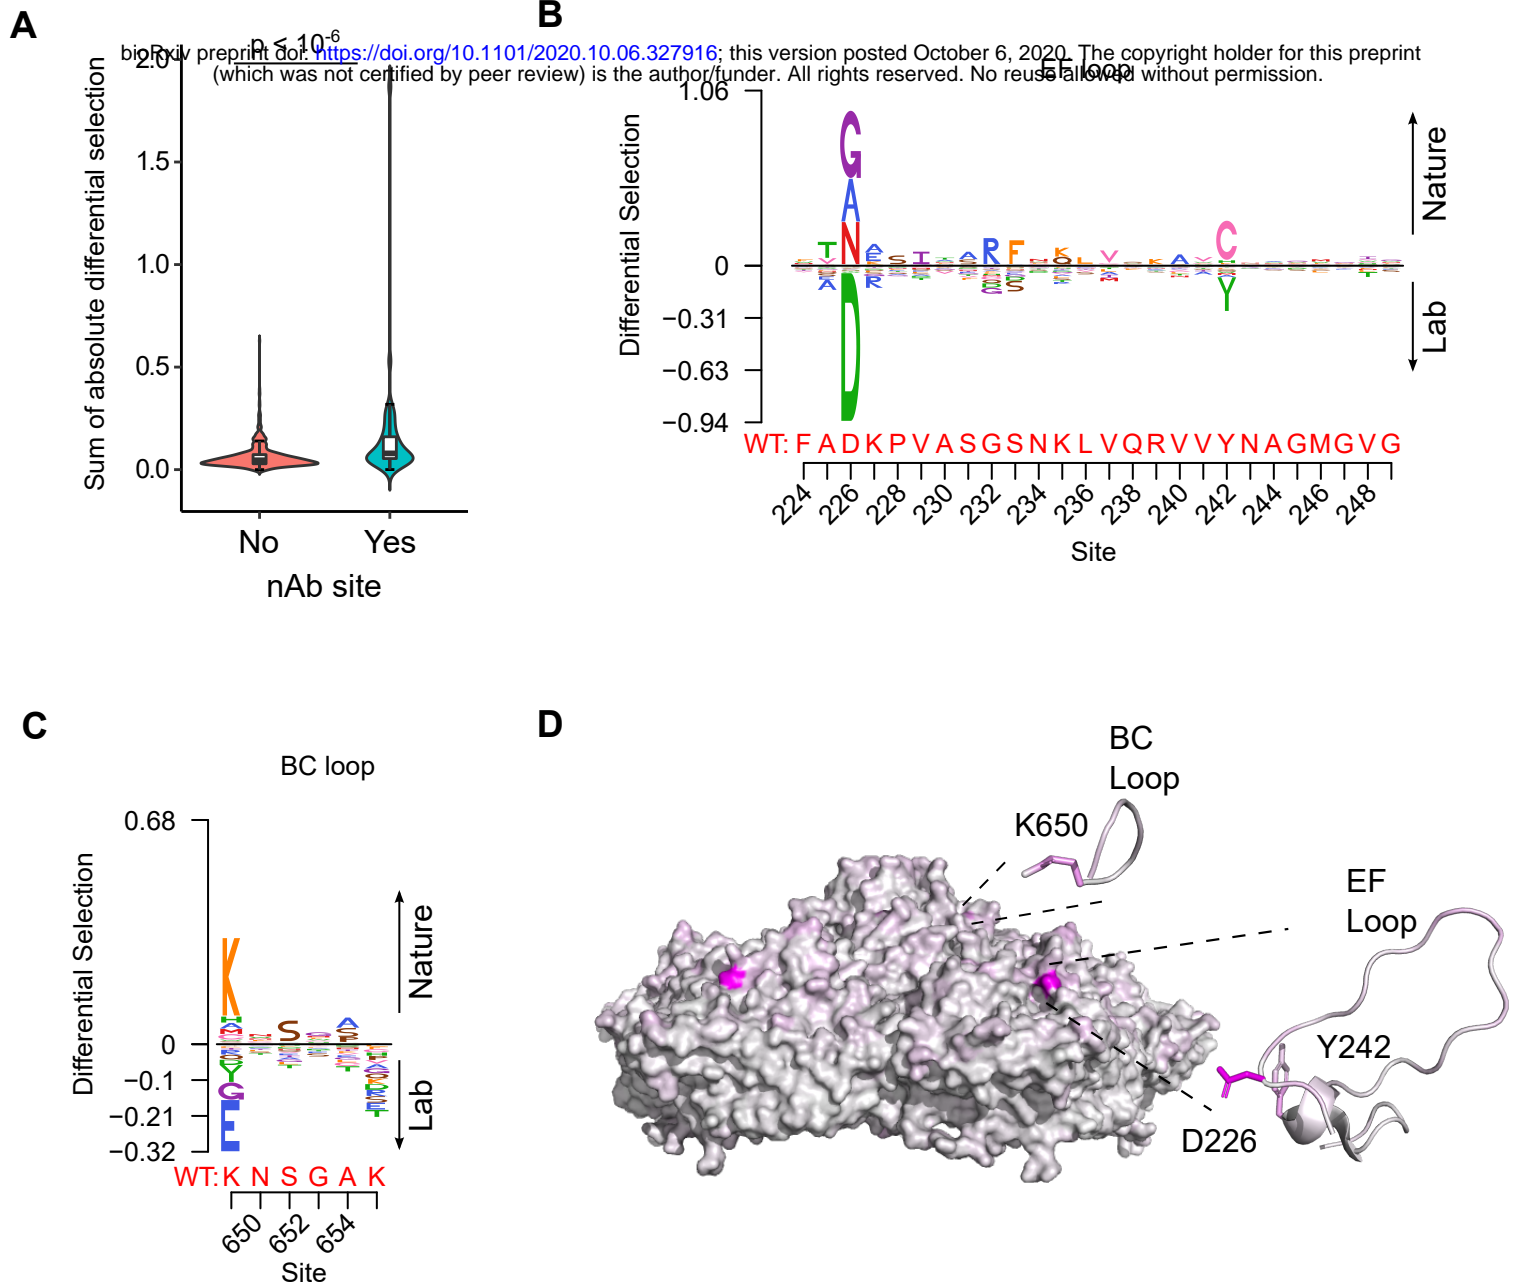 A
B
bioRxiv preprint doi: https://doi.org/10.1101/2020.10.06.327916; this version posted October 6, 2020. The copyright holder for this preprint
(which was not certified by peer review) is the author/funder. All rights reserved. No reuse allowed without permission.
p < 10-6
Sum of absolute differential selection
2.0
1.5
1.0
0.5
0.0
No
Yes
nAb site
EF loop
Differential Selection
1.06
0
−0.31
−0.63
−0.94
G
A
N
D
T
A
A
E
R
S
I
A
R
F
G
S
K
Q
L
V
A
C
Y
Nature
Lab
WT: F A D K P V A S G S N K L V Q R V V Y N A G M G V G
224 226 228 230 232 234 236 238 240 242 244 246 248
Site
C
BC loop
Differential Selection
0.68
0
−0.1
−0.21
−0.32
K
Y
G
E
S
A
Nature
Lab
WT: K N S G A K
650 652 654
Site
D
BC
Loop
K650
EF
Loop
Y242
D226